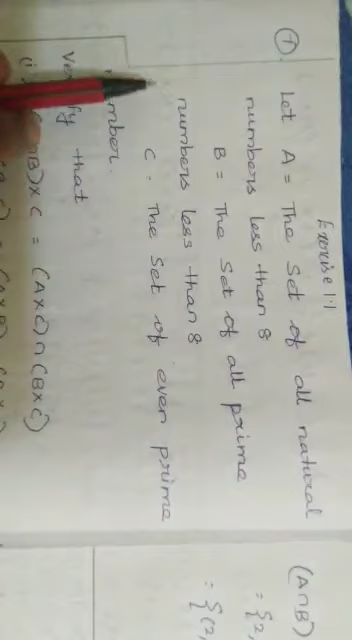 Exercise 1.1
7. Let A = The Set of all natural
numbers less than 8
B = The Set of all prime
numbers less than 8
C = The Set of even prime
number.
Verify that
(i) (A∩B)×C = (A×C)∩(B×C)
(A∩B)
= {2,
= {(2,